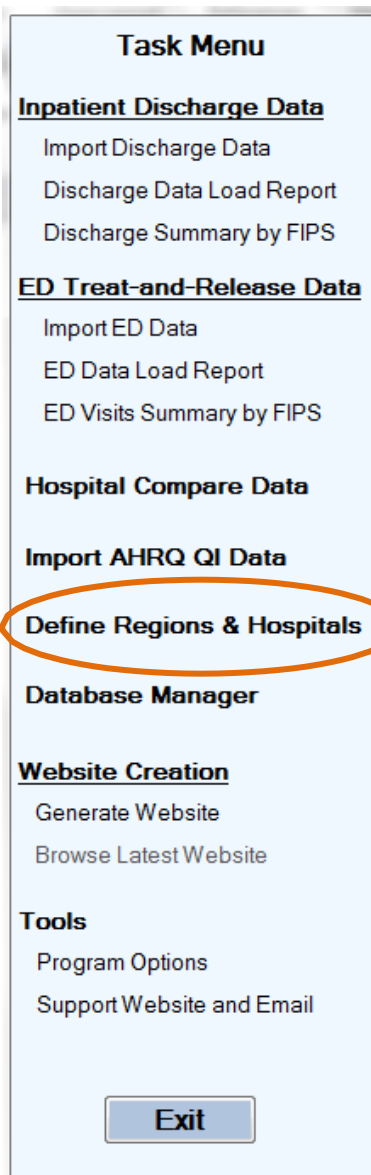 Task Menu
Inpatient Discharge Data
Import Discharge Data
Discharge Data Load Report
Discharge Summary by FIPS
ED Treat-and-Release Data
Import ED Data
ED Data Load Report
ED Visits Summary by FIPS
Hospital Compare Data
Import AHRQ QI Data
Define Regions & Hospitals
Database Manager
Website Creation
Generate Website
Browse Latest Website
Tools
Program Options
Support Website and Email
Exit